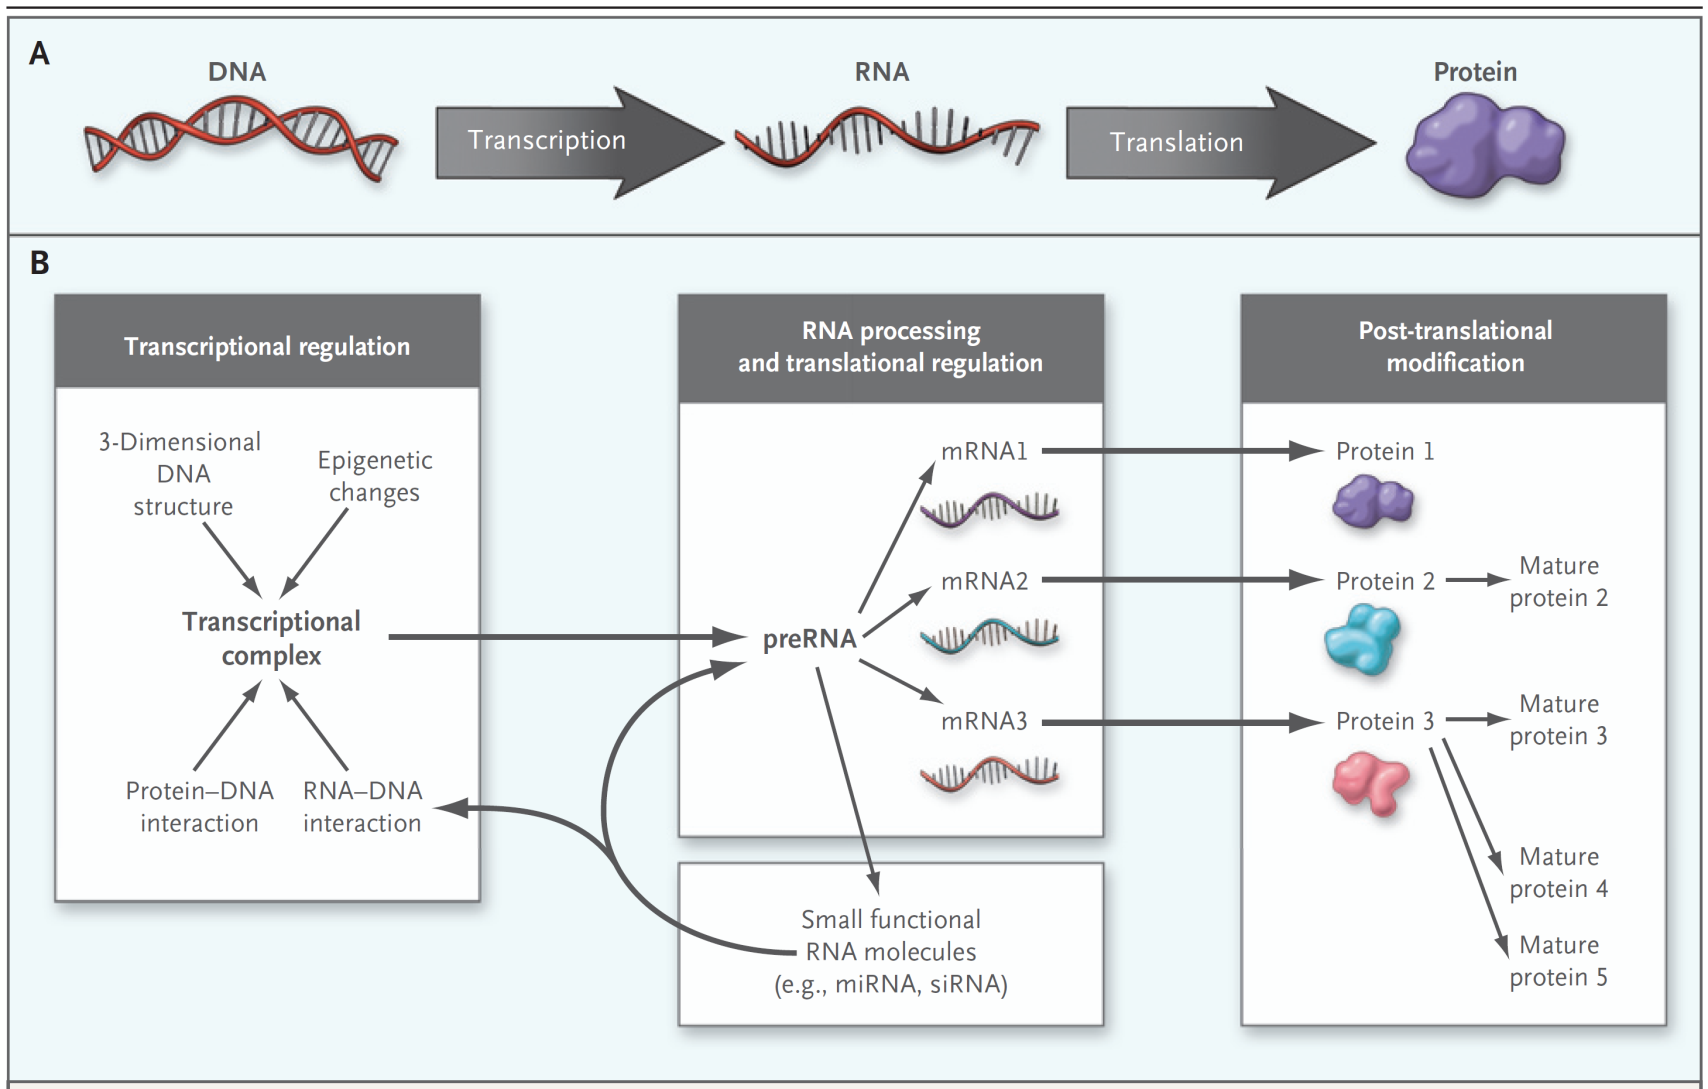 A
DNA
Transcription
RNA
Translation
Protein
B
Transcriptional regulation
3-Dimensional
DNA
structure
Epigenetic
changes
Transcriptional
complex
Protein–DNA
interaction
RNA–DNA
interaction
RNA processing
and translational regulation
preRNA
mRNA1
mRNA2
mRNA3
Small functional
RNA molecules
(e.g., miRNA, siRNA)
Post-translational
modification
Protein 1
Protein 2
Mature
protein 2
Protein 3
Mature
protein 3
Mature
protein 4
Mature
protein 5